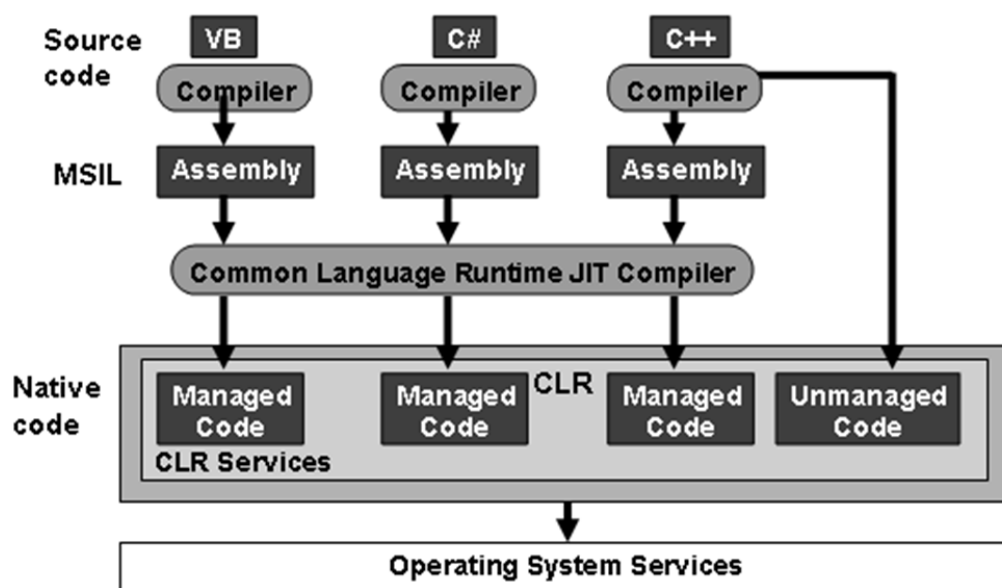 Source
code
VB
C#
C++
Compiler
Compiler
Compiler
MSIL
Assembly
Assembly
Assembly
Common Language Runtime JIT Compiler
Native
code
CLR
Managed
Code
Managed
Code
Managed
Code
Unmanaged
Code
CLR Services
Operating System Services